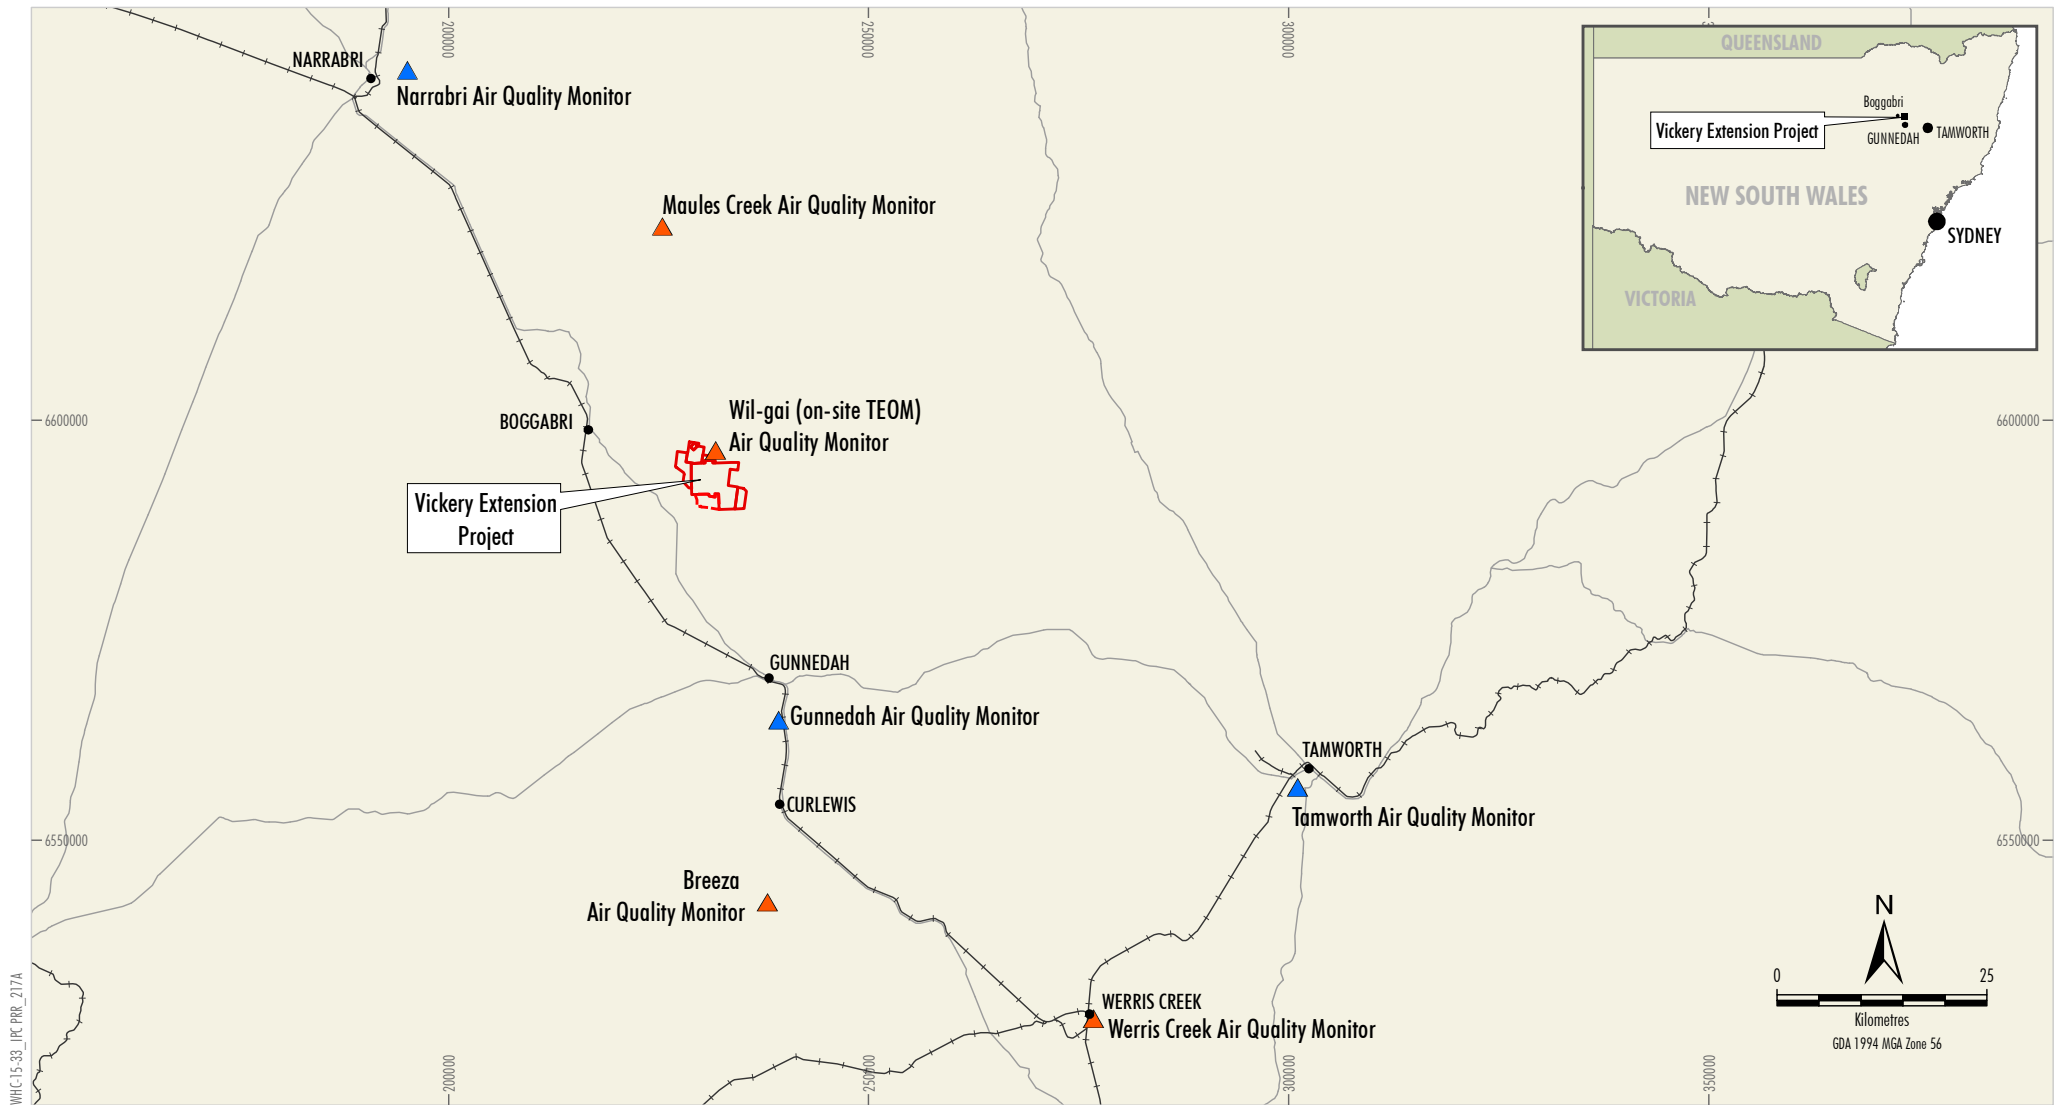 200000
250000
300000
QUEENSLAND
NARRABRI
Narrabri Air Quality Monitor
Boggabri
Vickery Extension Project
GUNNEDAH
TAMWORTH
NEW SOUTH WALES
SYDNEY
VICTORIA
Maules Creek Air Quality Monitor
6600000
6600000
BOGGABRI
Wil-gai (on-site TEOM)
Air Quality Monitor
Vickery Extension
Project
GUNNEDAH
Gunnedah Air Quality Monitor
TAMWORTH
Tamworth Air Quality Monitor
CURLEWIS
6550000
6550000
Breeza
Air Quality Monitor
N
0
25
Kilometres
GDA 1994 MGA Zone 56
WERRIS CREEK
Werris Creek Air Quality Monitor
WHC-15-33_IPC PRR_217A
200000
250000
300000
350000